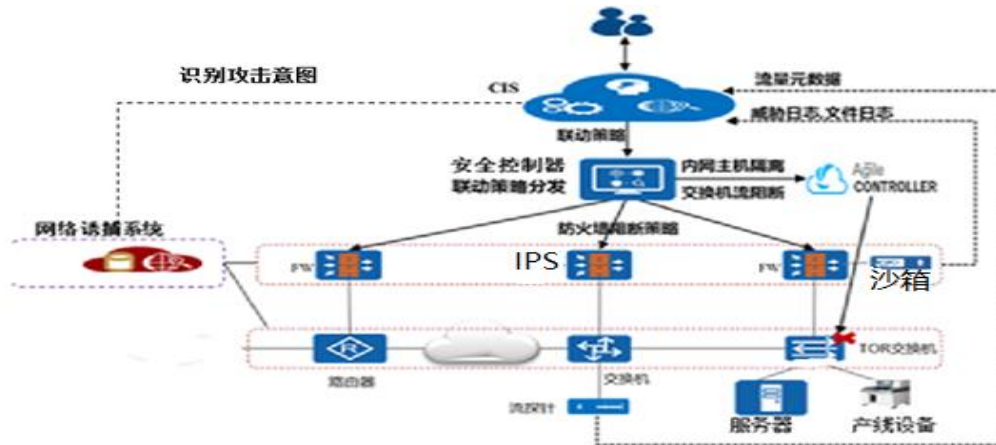 识别攻击意图
CIS
流量元数据
威胁日志,文件日志
联动策略
安全控制器
联动策略分发
内网主机隔离
交换机流阻断
Agile
CONTROLLER
网络诱捕系统
防火墙阻断策略
FW
IPS
FW
沙箱
R
TOR交换机
路由器
交换机
流探针
服务器
产线设备